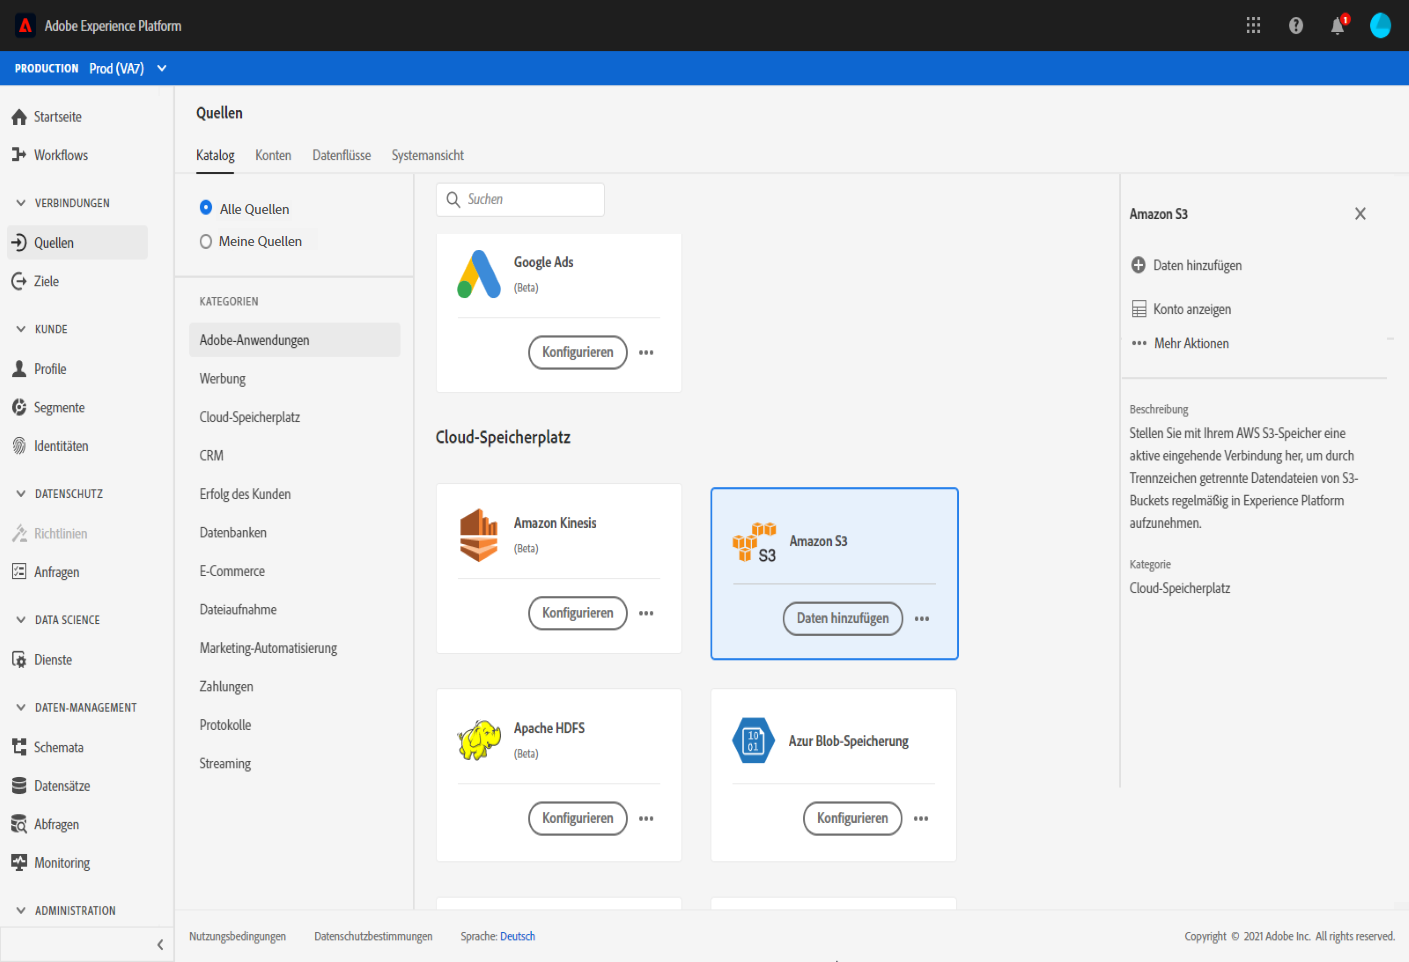 Adobe Experience Platform
1
PRODUCTION Prod (VA7)
Startseite
Workflows
VERBINDUNGEN
Quellen
Ziele
KUNDE
Profile
Segmente
Identitäten
DATENSCHUTZ
Richtlinien
Anfragen
DATA SCIENCE
Dienste
DATEN-MANAGEMENT
Schemata
Datensätze
Abfragen
Monitoring
ADMINISTRATION
Quellen
Katalog Konten Datenflüsse Systemansicht
Alle Quellen
Meine Quellen
KATEGORIEN
Adobe-Anwendungen
Werbung
Cloud-Speicherplatz
CRM
Erfolg des Kunden
Datenbanken
E-Commerce
Dateiaufnahme
Marketing-Automatisierung
Zahlungen
Protokolle
Streaming
Suchen
Google Ads
(Beta)
Konfigurieren
Cloud-Speicherplatz
Amazon Kinesis
(Beta)
Konfigurieren
S3
Amazon S3
Daten hinzufügen
Apache HDFS
(Beta)
Konfigurieren
10
01
Azur Blob-Speicherung
Konfigurieren
Amazon S3
Daten hinzufügen
Konto anzeigen
Mehr Aktionen
Beschreibung
Stellen Sie mit Ihrem AWS S3-Speicher eine
aktive eingehende Verbindung her, um durch
Trennzeichen getrennte Datendateien von S3-
Buckets regelmäßig in Experience Platform
aufzunehmen.
Kategorie
Cloud-Speicherplatz
Nutzungsbedingungen Datenschutzbestimmungen Sprache: Deutsch
Copyright © 2021 Adobe Inc. All rights reserved.